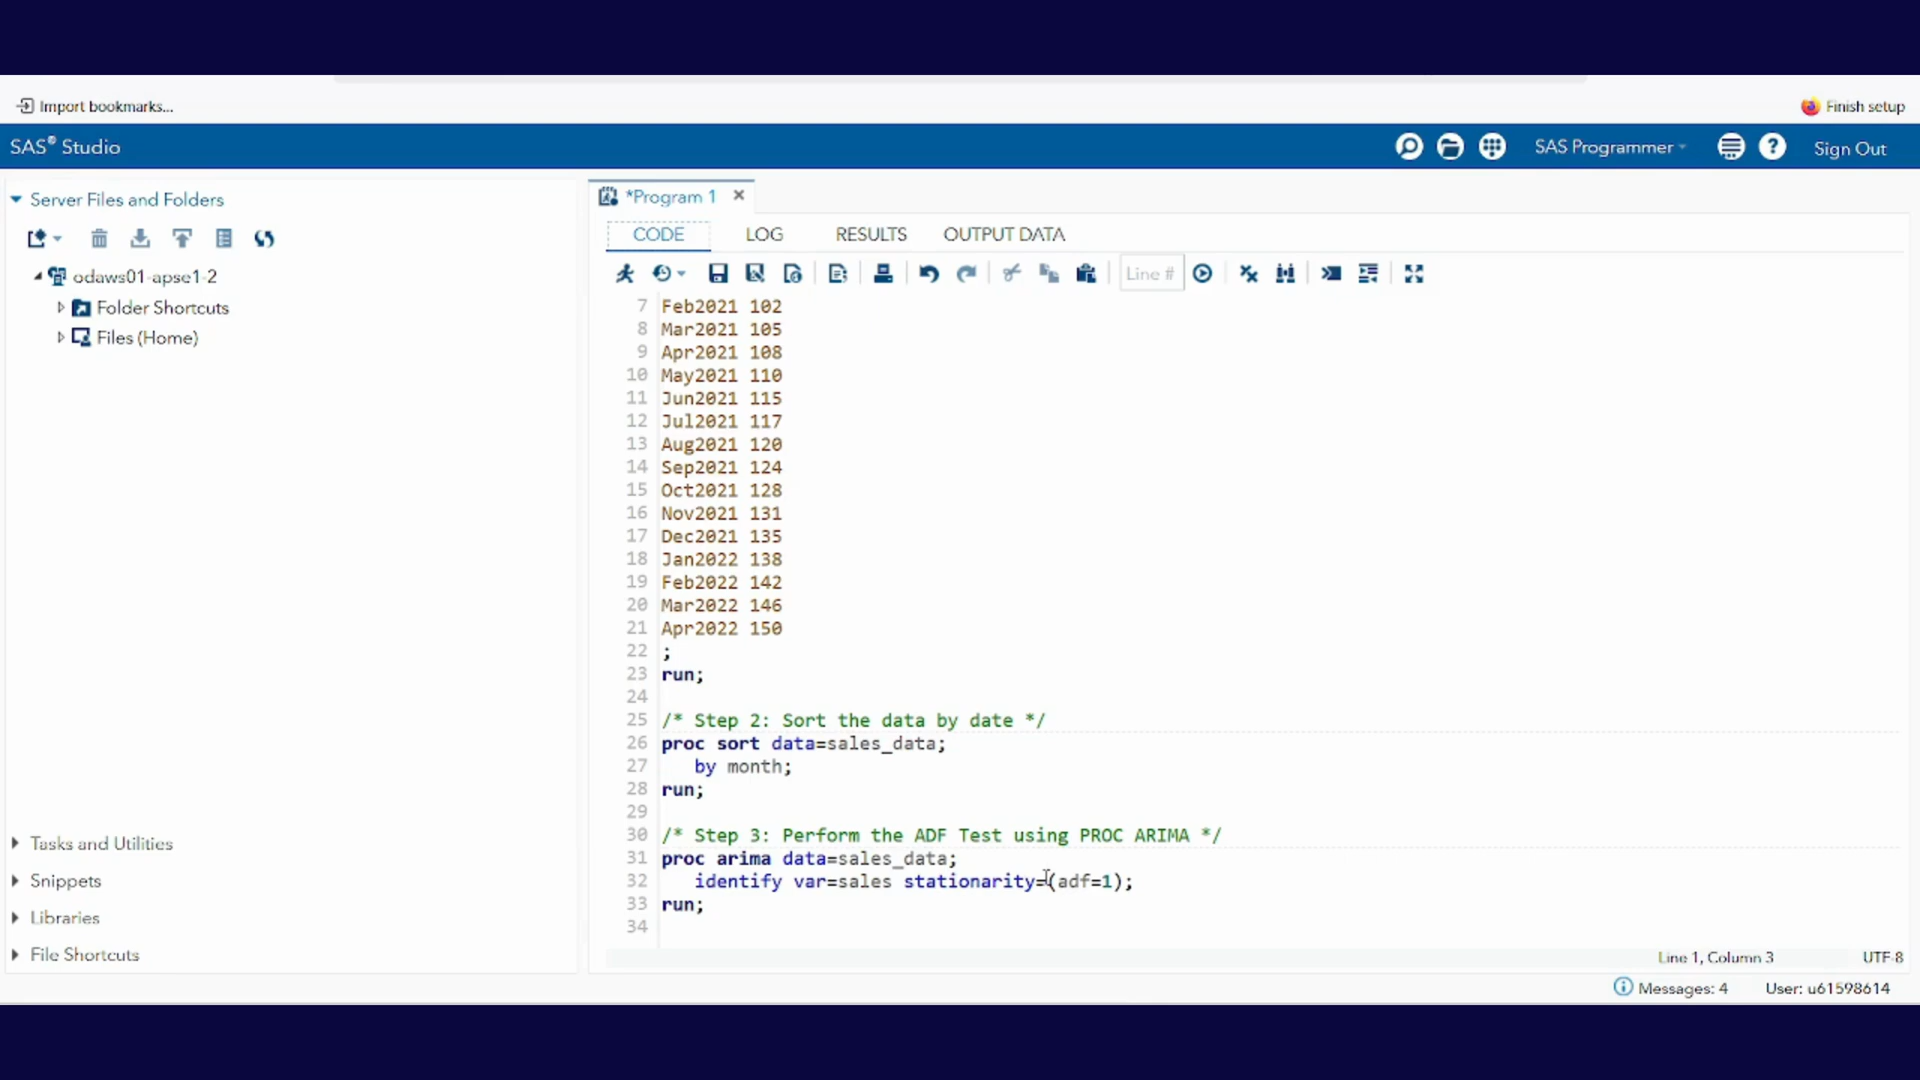 Import bookmarks...
Finish setup
SAS® Studio
SAS Programmer
Sign Out
Server Files and Folders
odaws01-apse1-2
Folder Shortcuts
Files (Home)
Tasks and Utilities
Snippets
Libraries
File Shortcuts
*Program 1
CODE LOG RESULTS OUTPUT DATA
Line #
7 Feb2021 102
8 Mar2021 105
9 Apr2021 108
10 May2021 110
11 Jun2021 115
12 Jul2021 117
13 Aug2021 120
14 Sep2021 124
15 Oct2021 128
16 Nov2021 131
17 Dec2021 135
18 Jan2022 138
19 Feb2022 142
20 Mar2022 146
21 Apr2022 150
22 ;
23 run;
24
25 /* Step 2: Sort the data by date */
26 proc sort data=sales_data;
27 by month;
28 run;
29
30 /* Step 3: Perform the ADF Test using PROC ARIMA */
31 proc arima data=sales_data;
32 identify var=sales stationarity=(adf=1);
33 run;
34
Line 1, Column 3
UTF-8
Messages: 4
User: u61598614